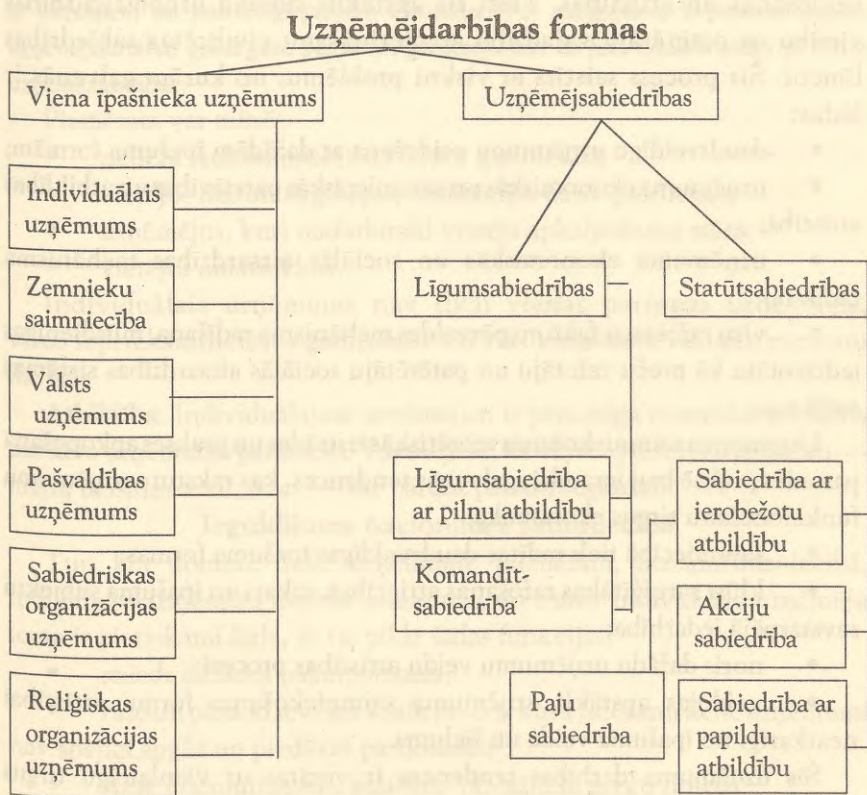 Uzņēmējdarbības formas
Viena īpašnieka uzņēmums
Uzņēmējsabiedrības
Individuālais
uzņēmums
Zemnieku
saimniecība
Valsts
uzņēmums
Pašvaldības
uzņēmums
Sabiedriskas
organizācijas
uzņēmums
Reliģiskas
organizācijas
uzņēmums
Līgumsabiedrības
Statūtsabiedrības
Līgumsabiedrība
ar pilnu atbildību
Komandīt-
sabiedrība
Sabiedrība ar
ierobežotu
atbildību
Akciju
sabiedrība
Paju
sabiedrība
Sabiedrība ar
papildu
atbildību